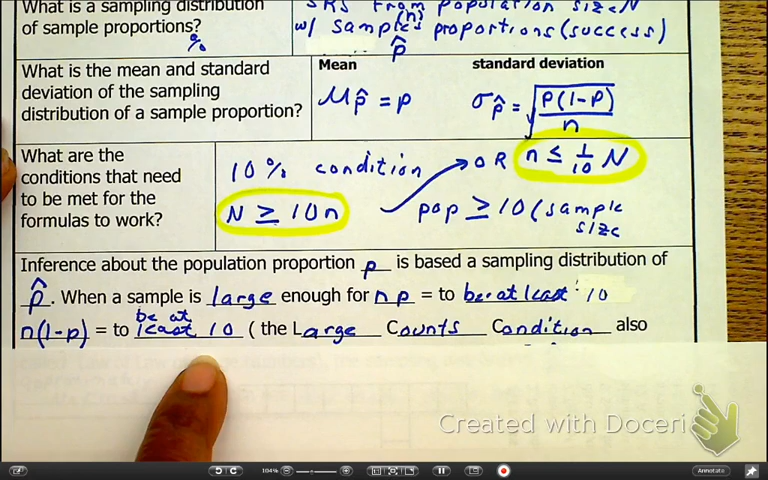 What is a sampling distribution
of sample proportions?
%
SRS from population size N
(n)
w/ sample's proportions (success)
p̂
What is the mean and standard
deviation of the sampling
distribution of a sample proportion?
Mean
μp̂ = p
standard deviation
σp̂ = √(p(1-p)/n)
What are the
conditions that need
to be met for the
formulas to work?
10% condition
N ≥ 10n
OR n ≤ 1/10 N
pop ≥ 10 (sample
size
Inference about the population proportion p is based a sampling distribution of
p̂. When a sample is large enough for np = to be at least 10
be at
n(1-p) = to least 10 (the Large Counts Condition also
Created with Doceri
104%
Annotate